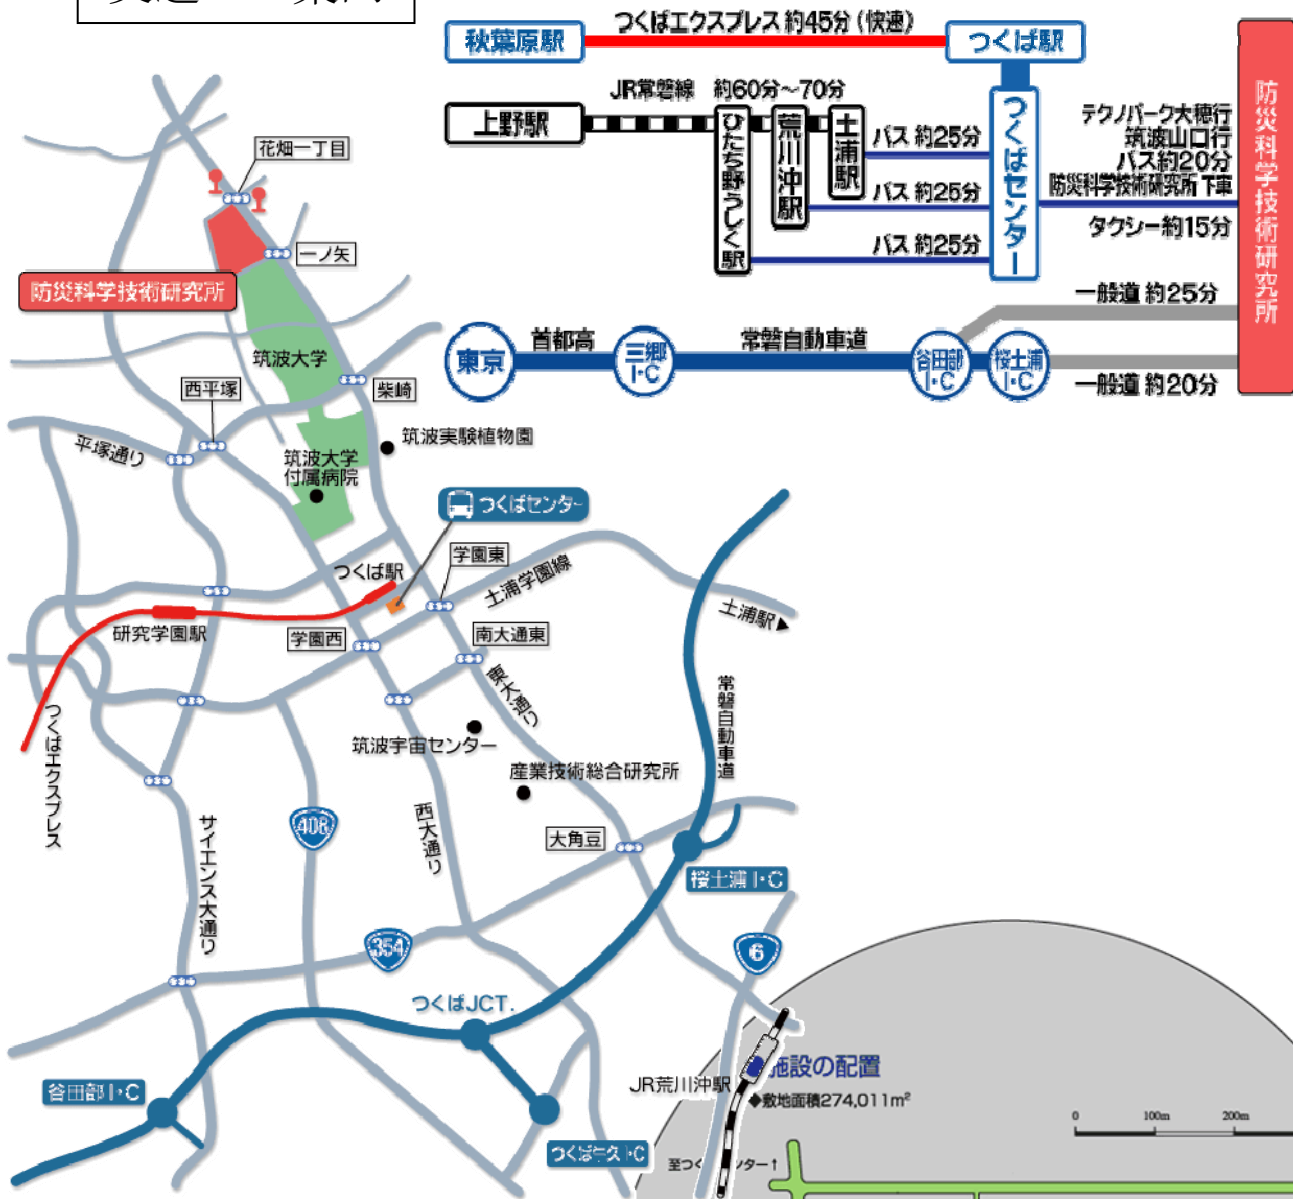 交通のご案内
秋葉原駅
つくばエクスプレス 約45分（快速）
つくば駅
上野駅
JR常磐線 約60分～70分
ひたち野うしく駅
荒川沖駅
土浦駅
バス 約25分
バス 約25分
バス 約25分
つくばセンター
テクノパーク大穂行
筑波山口行
バス約20分
防災科学技術研究所 下車
タクシー約15分
防災科学技術研究所
東京
首都高
三郷
I・C
常磐自動車道
谷田部
I・C
桜土浦
I・C
一般道 約25分
一般道 約20分
花畑一丁目
一ノ矢
防災科学技術研究所
筑波大学
西平塚
柴崎
平塚通り
筑波大学
付属病院
筑波実験植物園
つくばセンター
学園東
つくば駅
土浦学園線
土浦駅▶
研究学園駅
学園西
南大通東
東大通り
つくばエクスプレス
筑波宇宙センター
常磐自動車道
産業技術総合研究所
408
サイエンス大通り
西大通り
大角豆
桜土浦 I・C
354
6
つくばJCT.
谷田部 I・C
つくば牛久 I・C
JR荒川沖駅
施設の配置
◆敷地面積274,011m²
0 100m 200m
至つく
ンター↑